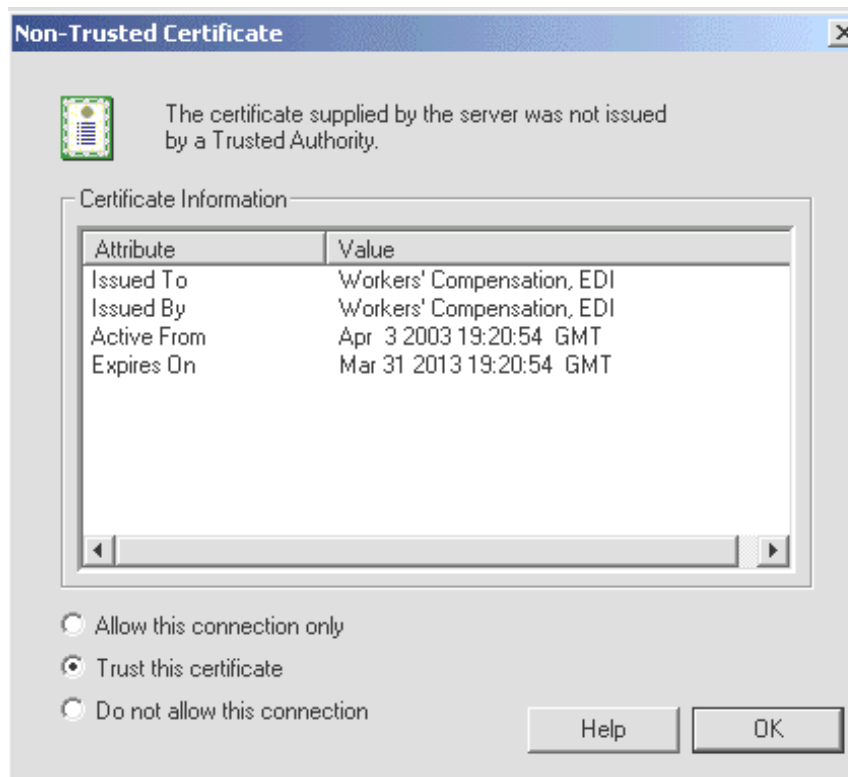 Non-Trusted Certificate
The certificate supplied by the server was not issued
by a Trusted Authority.
Certificate Information
Attribute Value
Issued To Workers' Compensation, EDI
Issued By Workers' Compensation, EDI
Active From Apr 3 2003 19:20:54 GMT
Expires On Mar 31 2013 19:20:54 GMT
Allow this connection only
Trust this certificate
Do not allow this connection
Help OK